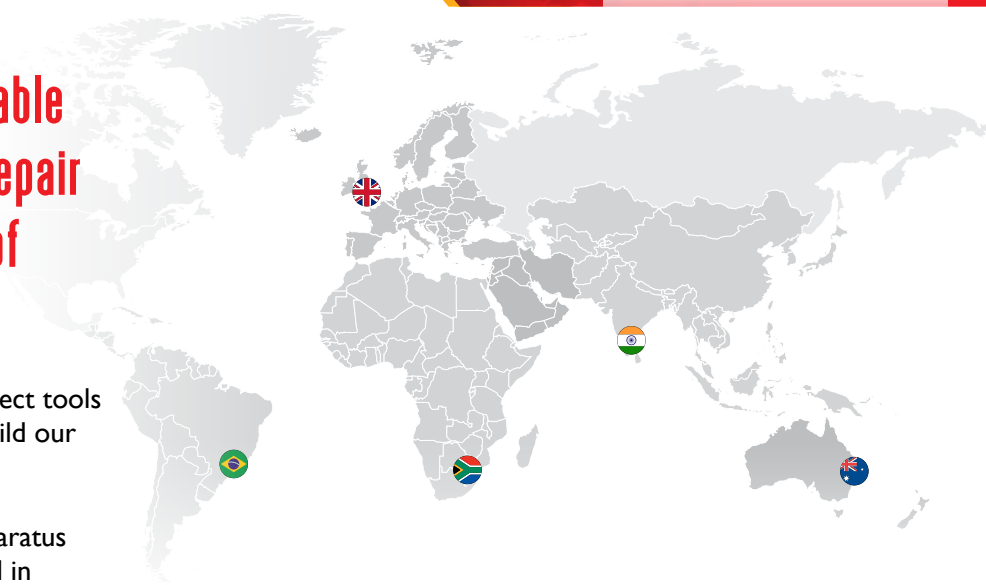 able
epair
of
ect tools
ild our
aratus
l in